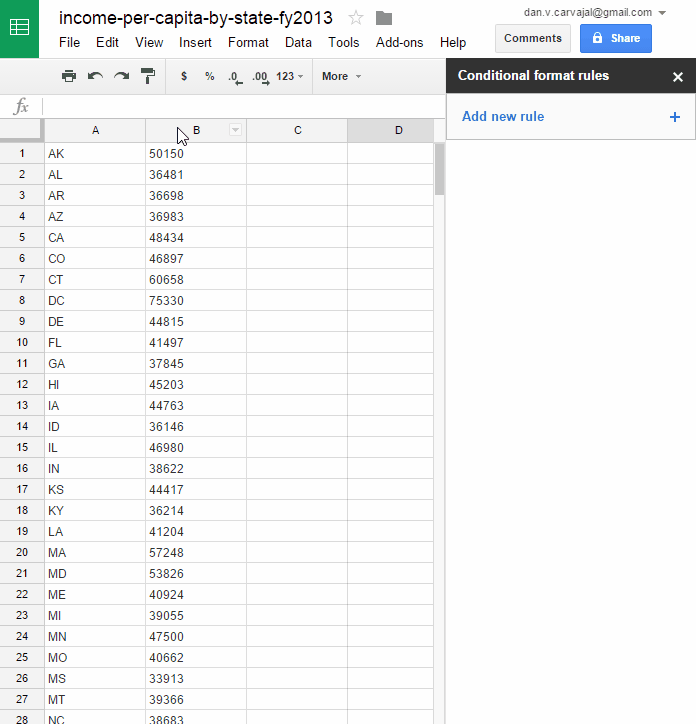 income-per-capita-by-state-fy2013
dan.v.carvajal@gmail.com
File Edit View Insert Format Data Tools Add-ons Help
Comments Share
$ % .0 .00 123 More
Conditional format rules ×
fx
Add new rule +
A B C D
1 AK 50150
2 AL 36481
3 AR 36698
4 AZ 36983
5 CA 48434
6 CO 46897
7 CT 60658
8 DC 75330
9 DE 44815
10 FL 41497
11 GA 37845
12 HI 45203
13 IA 44763
14 ID 36146
15 IL 46980
16 IN 38622
17 KS 44417
18 KY 36214
19 LA 41204
20 MA 57248
21 MD 53826
22 ME 40924
23 MI 39055
24 MN 47500
25 MO 40662
26 MS 33913
27 MT 39366
28 NC 38683